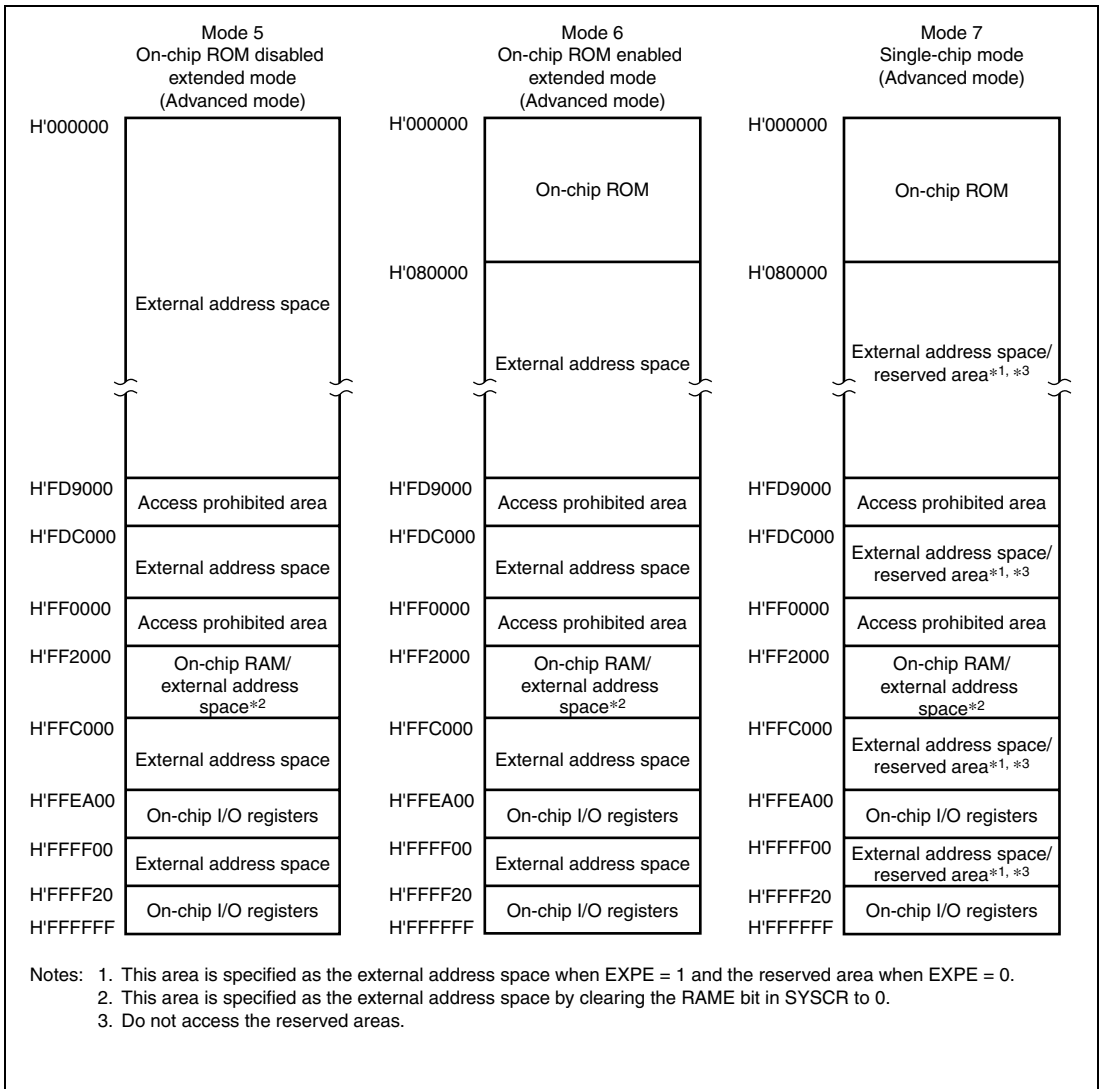 Mode 5
On-chip ROM disabled
extended mode
(Advanced mode)
H'000000
External address space
H'FD9000
Access prohibited area
H'FDC000
External address space
H'FF0000
Access prohibited area
H'FF2000
On-chip RAM/
external address
space*2
H'FFC000
External address space
H'FFEA00
On-chip I/O registers
H'FFFF00
External address space
H'FFFF20
On-chip I/O registers
H'FFFFFF
Mode 6
On-chip ROM enabled
extended mode
(Advanced mode)
H'000000
On-chip ROM
H'080000
External address space
H'FD9000
Access prohibited area
H'FDC000
External address space
H'FF0000
Access prohibited area
H'FF2000
On-chip RAM/
external address
space*2
H'FFC000
External address space
H'FFEA00
On-chip I/O registers
H'FFFF00
External address space
H'FFFF20
On-chip I/O registers
H'FFFFFF
Mode 7
Single-chip mode
(Advanced mode)
H'000000
On-chip ROM
H'080000
External address space/
reserved area*1, *3
H'FD9000
Access prohibited area
H'FDC000
External address space/
reserved area*1, *3
H'FF0000
Access prohibited area
H'FF2000
On-chip RAM/
external address
space*2
H'FFC000
External address space/
reserved area*1, *3
H'FFEA00
On-chip I/O registers
H'FFFF00
External address space/
reserved area*1, *3
H'FFFF20
On-chip I/O registers
H'FFFFFF
Notes: 1. This area is specified as the external address space when EXPE = 1 and the reserved area when EXPE = 0.
2. This area is specified as the external address space by clearing the RAME bit in SYSCR to 0.
3. Do not access the reserved areas.